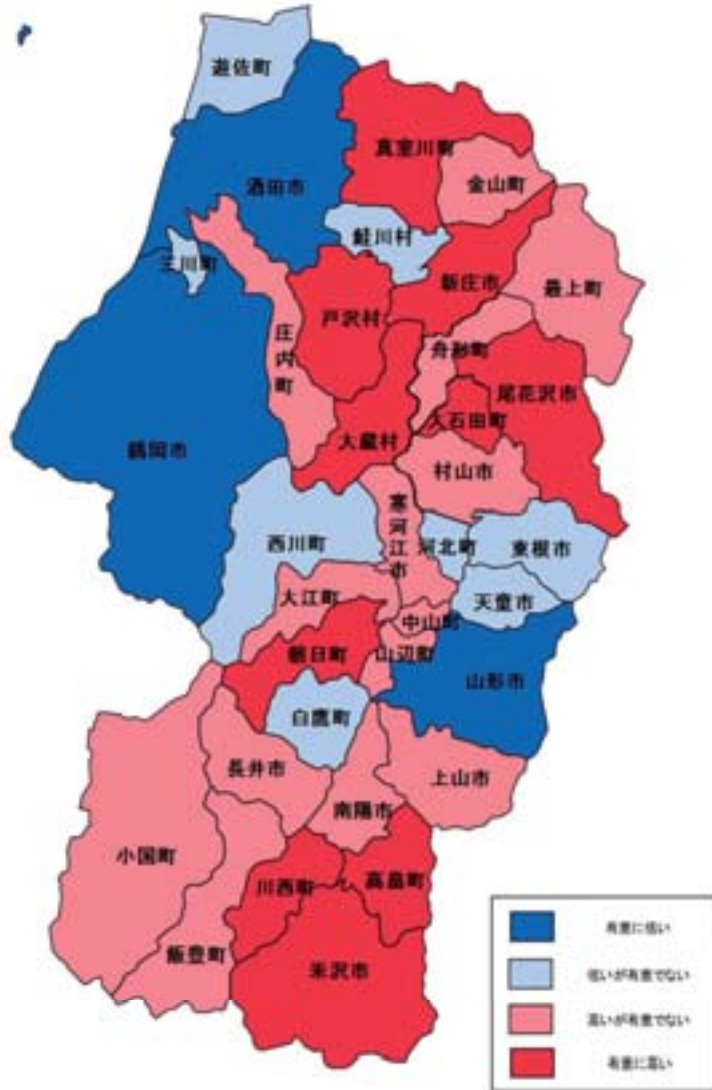 遊佐町
真室川町
金山町
酒田市
鮭川村
三川町
新庄市
最上町
戸沢村
庄内町
舟形町
尾花沢市
大石田町
大蔵村
鶴岡市
村山市
寒河江市
西川町
河北町
東根市
大江町
天童市
中山町
朝日町
山辺町
山形市
白鷹町
長井市
上山市
南陽市
小国町
川西町
高畠町
飯豊町
米沢市
有意に低い
低いが有意でない
高いが有意でない
有意に高い